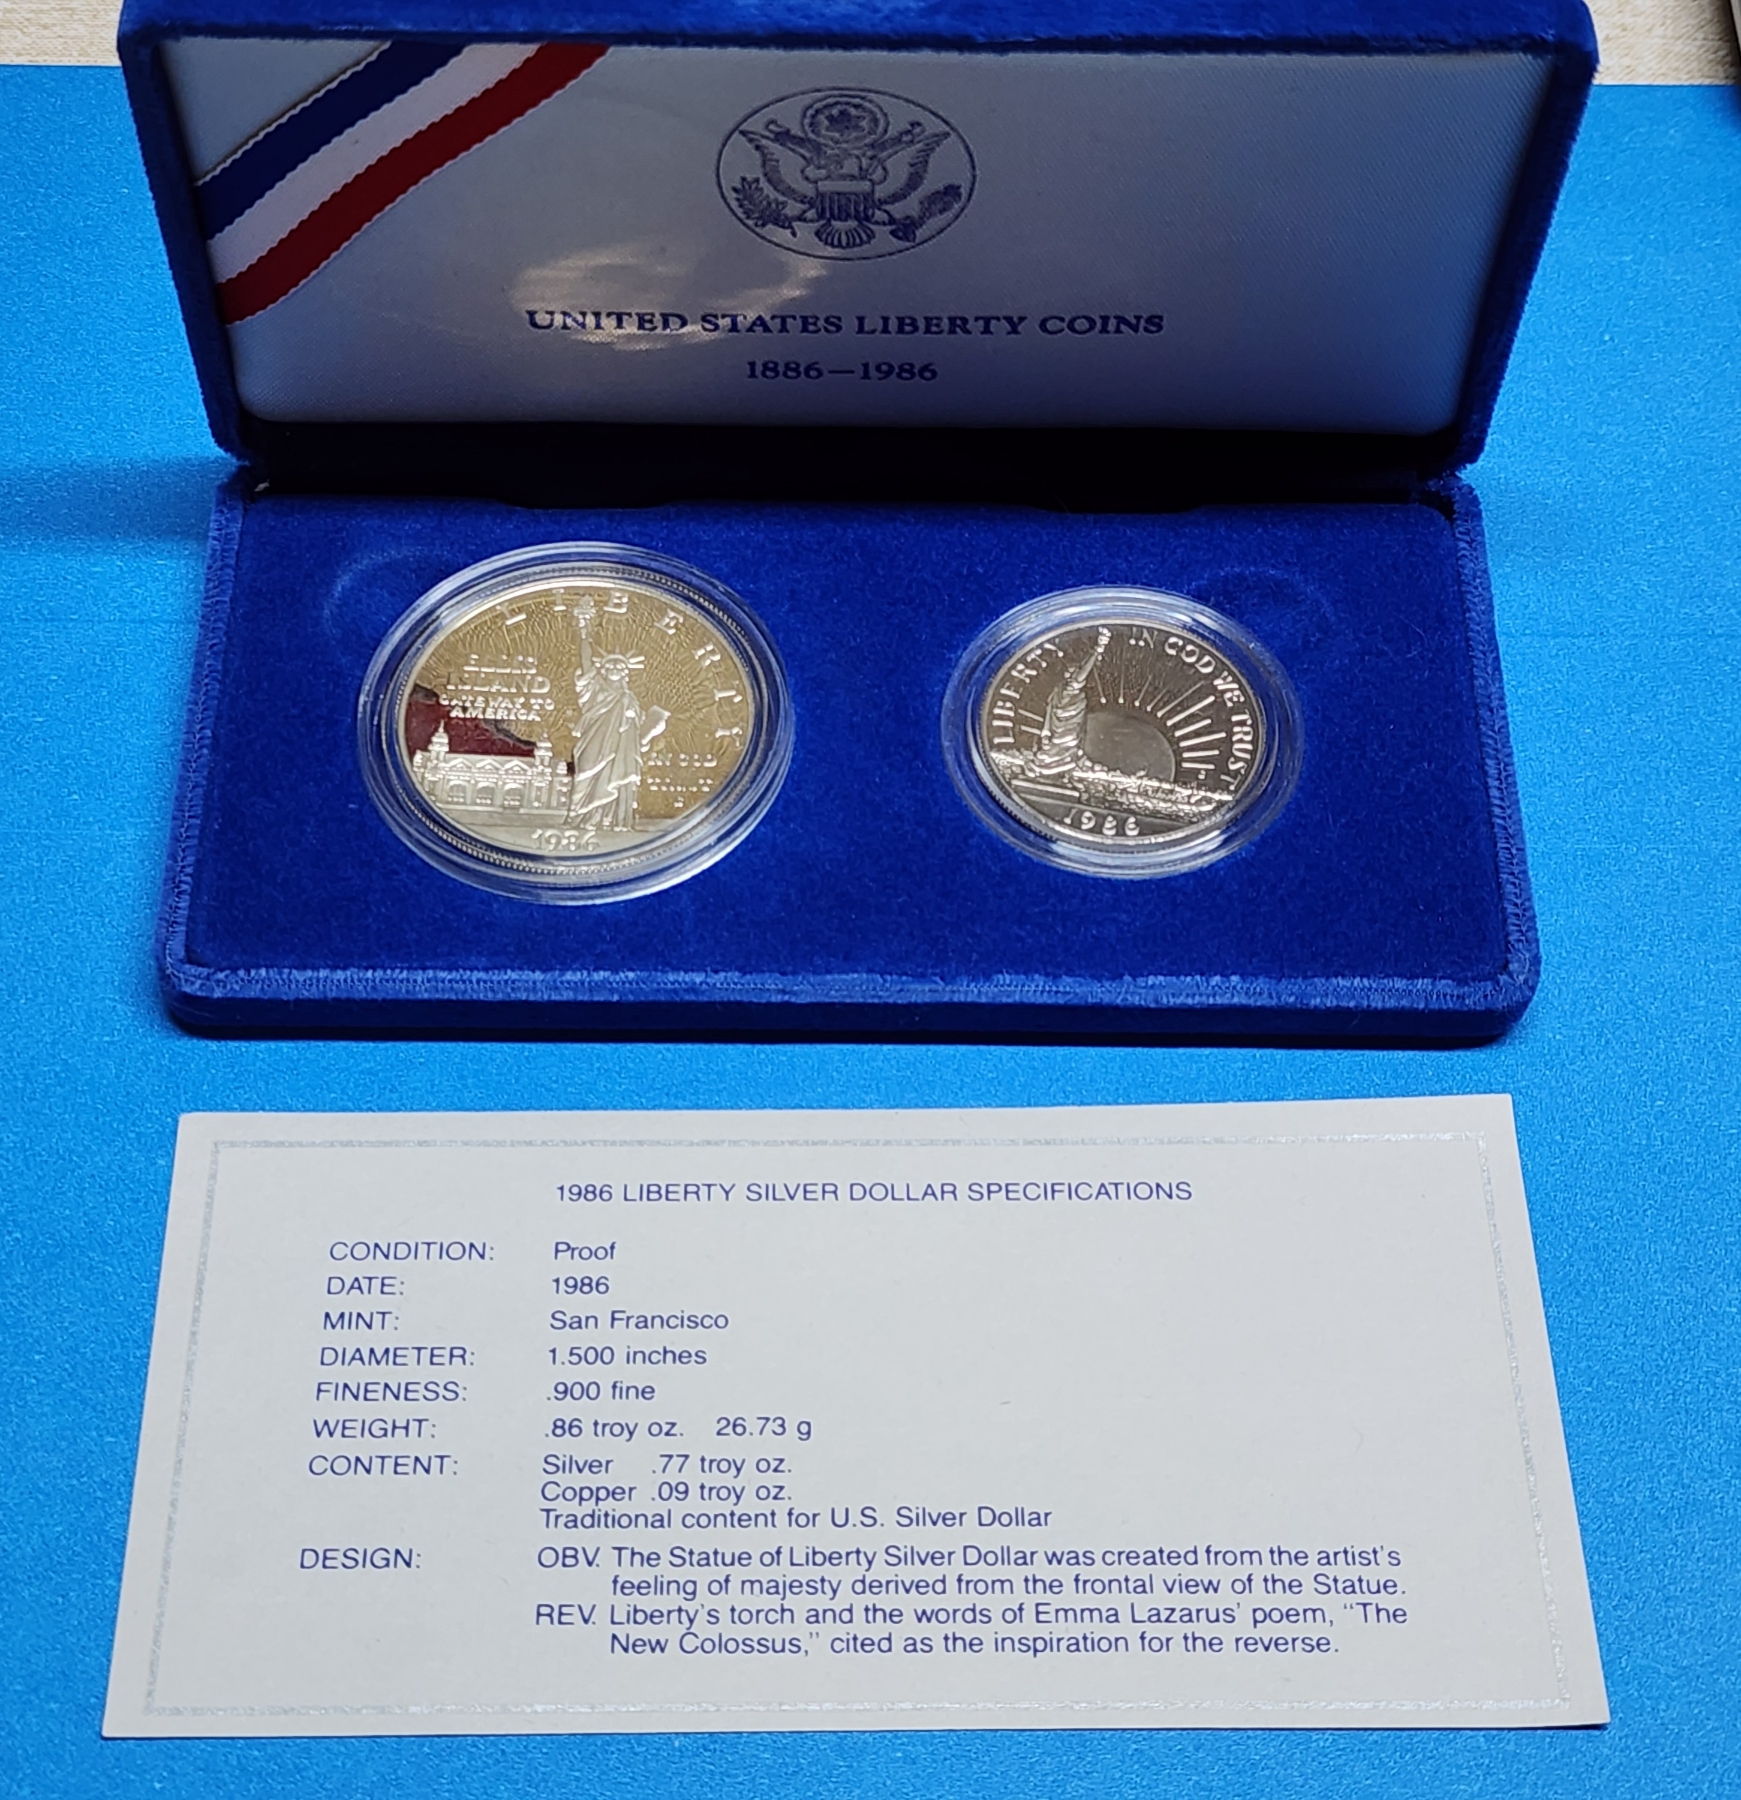 UNITED STATES LIBERTY COINS
1886—1986
LIBERTY
ELLIS
ISLAND
GATEWAY TO
AMERICA
IN GOD
S
1986
LIBERTY
IN GOD WE TRUST
1986
1986 LIBERTY SILVER DOLLAR SPECIFICATIONS
CONDITION: Proof
DATE: 1986
MINT: San Francisco
DIAMETER: 1.500 inches
FINENESS: .900 fine
WEIGHT: .86 troy oz. 26.73 g
CONTENT: Silver .77 troy oz.
Copper .09 troy oz.
Traditional content for U.S. Silver Dollar
DESIGN: OBV. The Statue of Liberty Silver Dollar was created from the artist's
feeling of majesty derived from the frontal view of the Statue.
REV. Liberty's torch and the words of Emma Lazarus' poem, "The
New Colossus," cited as the inspiration for the reverse.